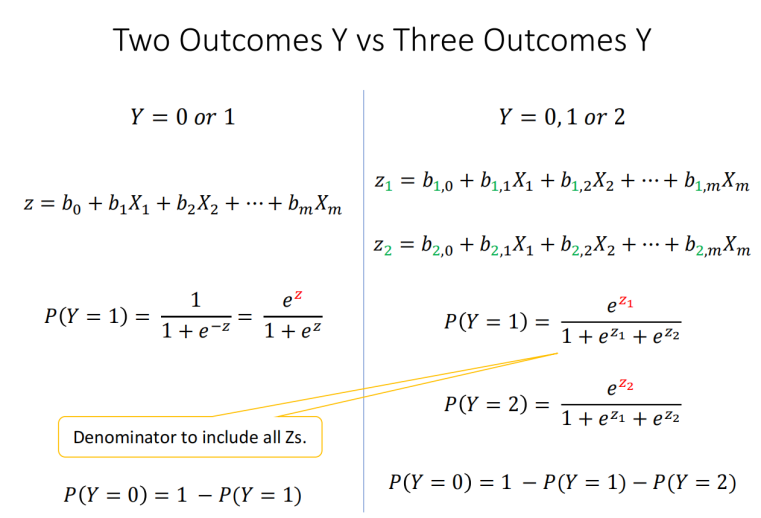 Two Outcomes Y vs Three Outcomes Y
Y = 0 or 1
z = b₀ + b₁X₁ + b₂X₂ + ⋯ + bₘXₘ
P(Y = 1) = 1 / (1 + e⁻ᶻ) = eᶻ / (1 + eᶻ)
Denominator to include all Zs.
P(Y = 0) = 1 − P(Y = 1)
Y = 0, 1 or 2
z₁ = b₁,₀ + b₁,₁X₁ + b₁,₂X₂ + ⋯ + b₁,ₘXₘ
z₂ = b₂,₀ + b₂,₁X₁ + b₂,₂X₂ + ⋯ + b₂,ₘXₘ
P(Y = 1) = e^z₁ / (1 + e^z₁ + e^z₂)
P(Y = 2) = e^z₂ / (1 + e^z₁ + e^z₂)
P(Y = 0) = 1 − P(Y = 1) − P(Y = 2)